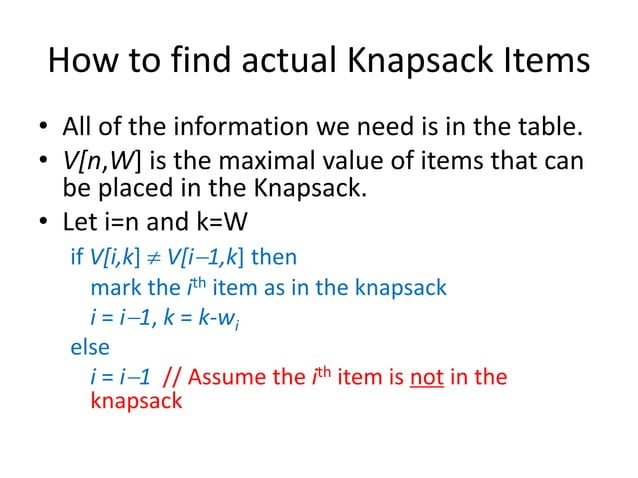 How to find actual Knapsack Items
• All of the information we need is in the table.
• V[n,W] is the maximal value of items that can
be placed in the Knapsack.
• Let i=n and k=W
if V[i,k] ≠ V[i−1,k] then
mark the iᵗʰ item as in the knapsack
i = i−1, k = k-wᵢ
else
i = i−1 // Assume the iᵗʰ item is not in the
knapsack